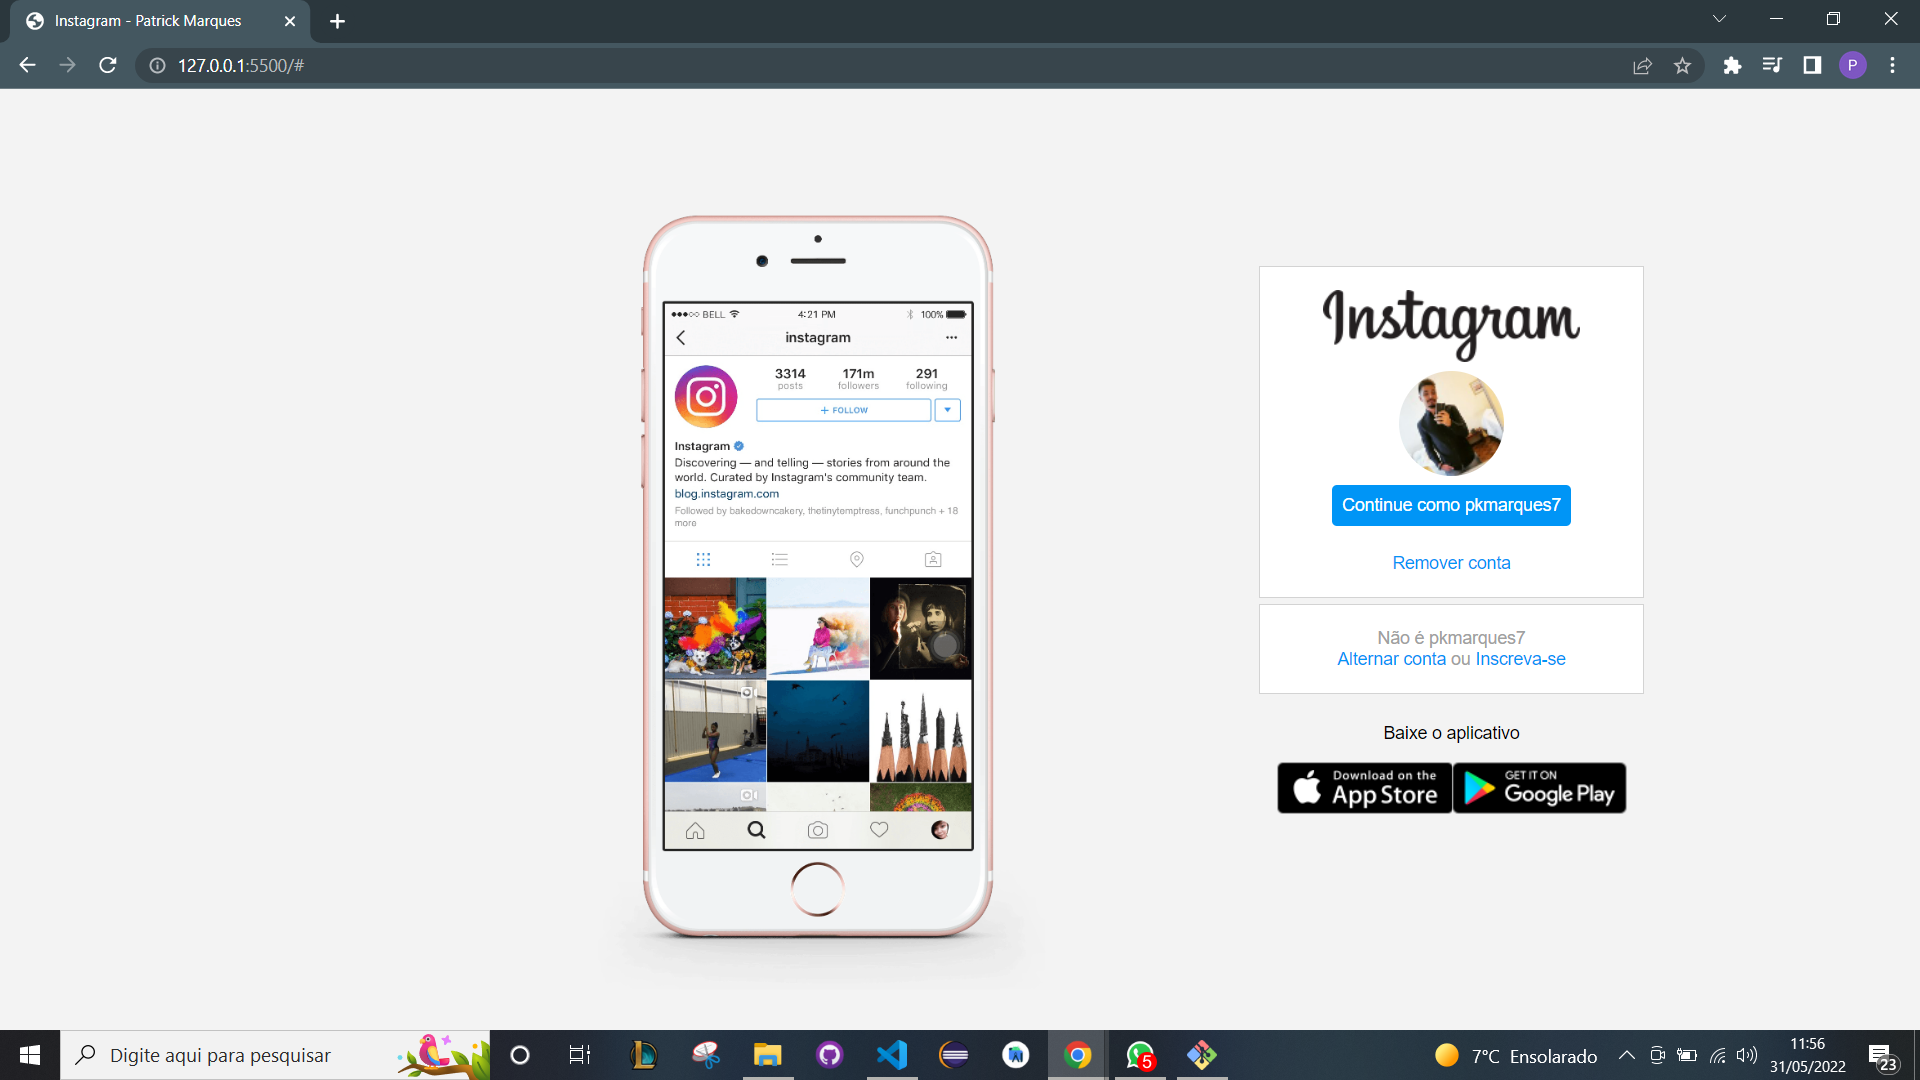 Instagram - Patrick Marques
127.0.0.1:5500/#
P
BELL
4:21 PM
100%
instagram
3314
posts
171m
followers
291
following
+ FOLLOW
Instagram
Discovering — and telling — stories from around the
world. Curated by Instagram's community team.
blog.instagram.com
Followed by bakedowncakery, thetinytemptress, funchpunch + 18
more
Instagram
Continue como pkmarques7
Remover conta
Não é pkmarques7
Alternar conta ou Inscreva-se
Baixe o aplicativo
Download on the
App Store
GET IT ON
Google Play
Digite aqui para pesquisar
5
7°C Ensolarado
11:56
31/05/2022
23